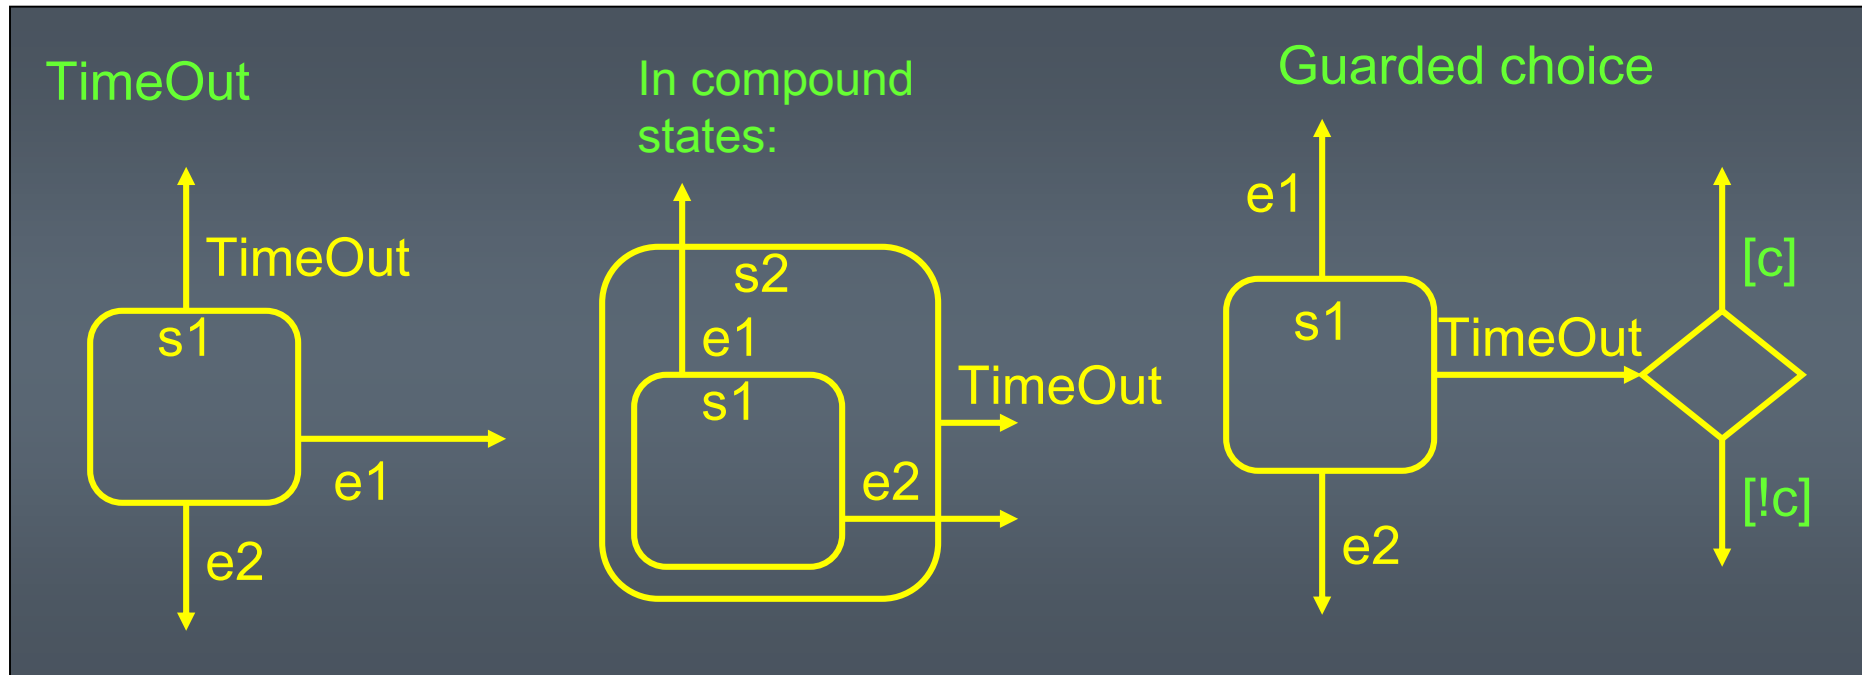 TimeOut
TimeOut
s1
e1
e2
In compound
states:
s2
e1
s1
TimeOut
e2
Guarded choice
e1
[c]
s1
TimeOut
[!c]
e2